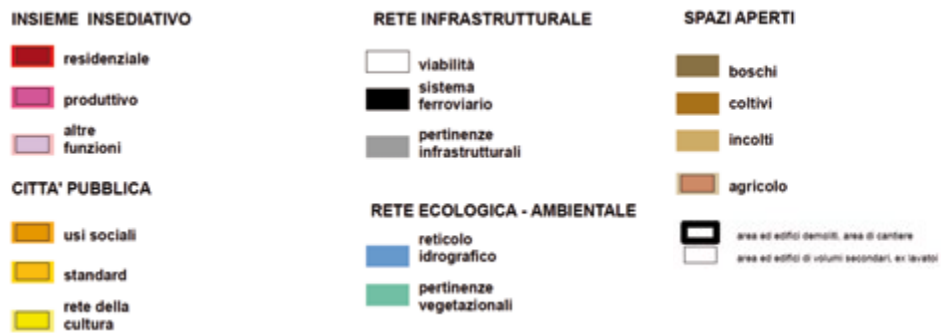 INSIEME INSEDIATIVO
residenziale
produttivo
altre
funzioni
CITTA' PUBBLICA
usi sociali
standard
rete della
cultura
RETE INFRASTRUTTURALE
viabilità
sistema
ferroviario
pertinenze
infrastrutturali
RETE ECOLOGICA - AMBIENTALE
reticolo
idrografico
pertinenze
vegetazionali
SPAZI APERTI
boschi
coltivi
incolti
agricolo
area ed edifici demoliti, area di cantiere
area ed edifici di volumi secondari, ex lavatoi